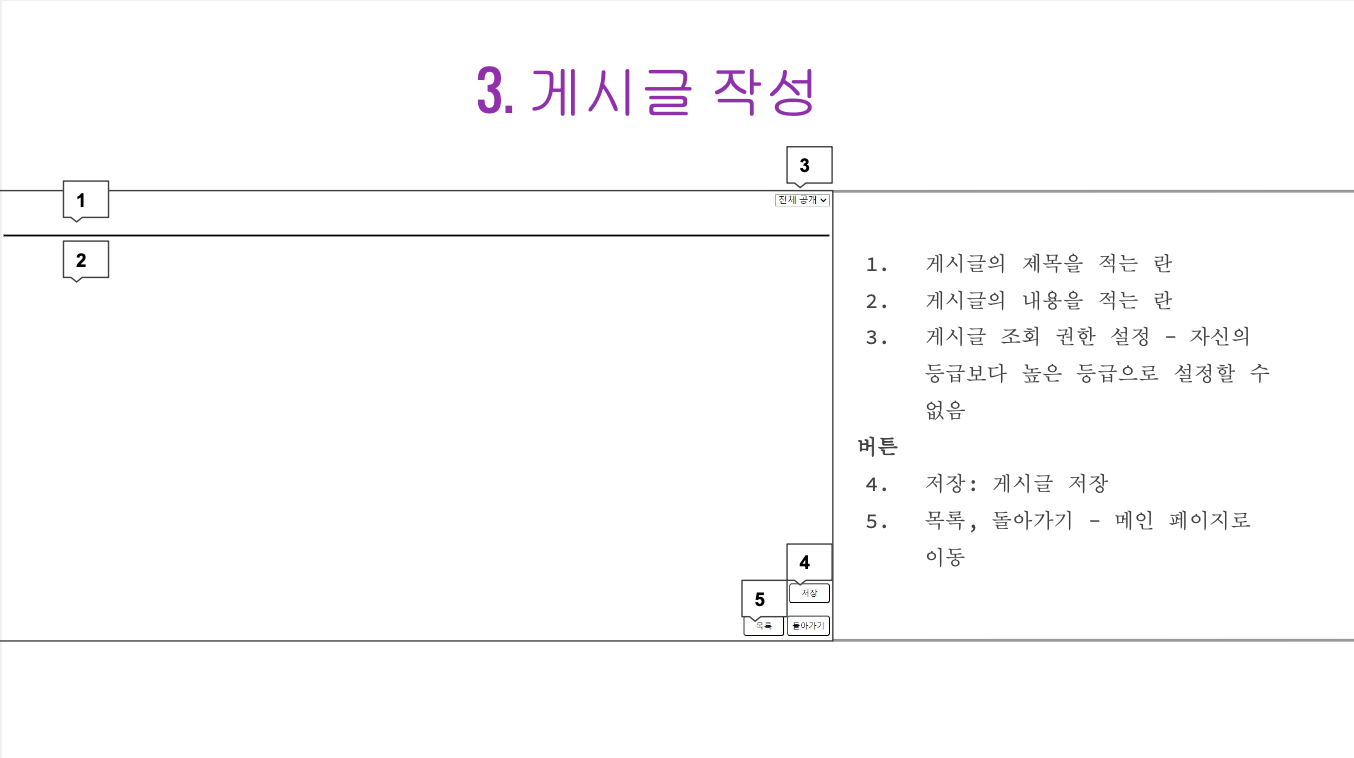 3. 게시글 작성
3
1
전체 공개
2
1. 게시글의 제목을 적는 란
2. 게시글의 내용을 적는 란
3. 게시글 조회 권한 설정 - 자신의
등급보다 높은 등급으로 설정할 수
없음
버튼
4. 저장: 게시글 저장
5. 목록, 돌아가기 - 메인 페이지로
이동
4
저장
5
목록 돌아가기